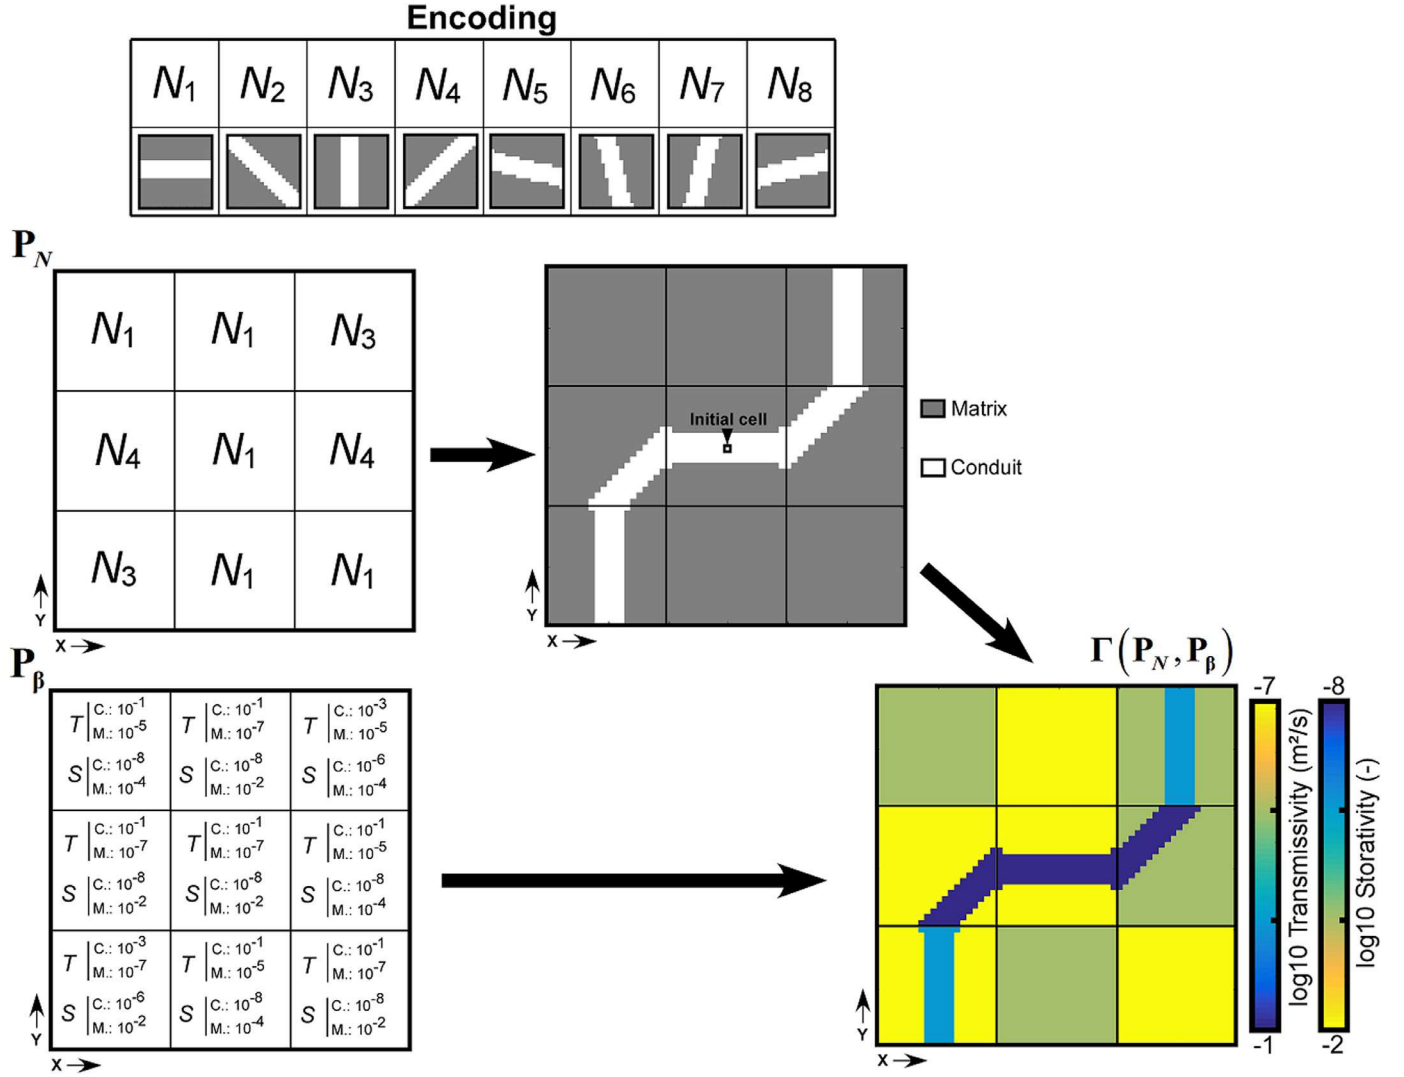 Encoding
N1 N2 N3 N4 N5 N6 N7 N8
PN
N1 N1 N3
N4 N1 N4
N3 N1 N1
Y
X
Initial cell
Matrix
Conduit
Y
X
Pβ
T C.: 10-1 M.: 10-5 T C.: 10-1 M.: 10-7 T C.: 10-3 M.: 10-5
S C.: 10-8 M.: 10-4 S C.: 10-8 M.: 10-2 S C.: 10-6 M.: 10-4
T C.: 10-1 M.: 10-7 T C.: 10-1 M.: 10-7 T C.: 10-1 M.: 10-5
S C.: 10-8 M.: 10-2 S C.: 10-8 M.: 10-2 S C.: 10-8 M.: 10-4
T C.: 10-3 M.: 10-7 T C.: 10-1 M.: 10-5 T C.: 10-1 M.: 10-7
S C.: 10-6 M.: 10-2 S C.: 10-8 M.: 10-4 S C.: 10-8 M.: 10-2
Y
X
Γ(PN, Pβ)
-7 -8
log10 Transmissivity (m²/s)
log10 Storativity (-)
-1 -2
Y
X